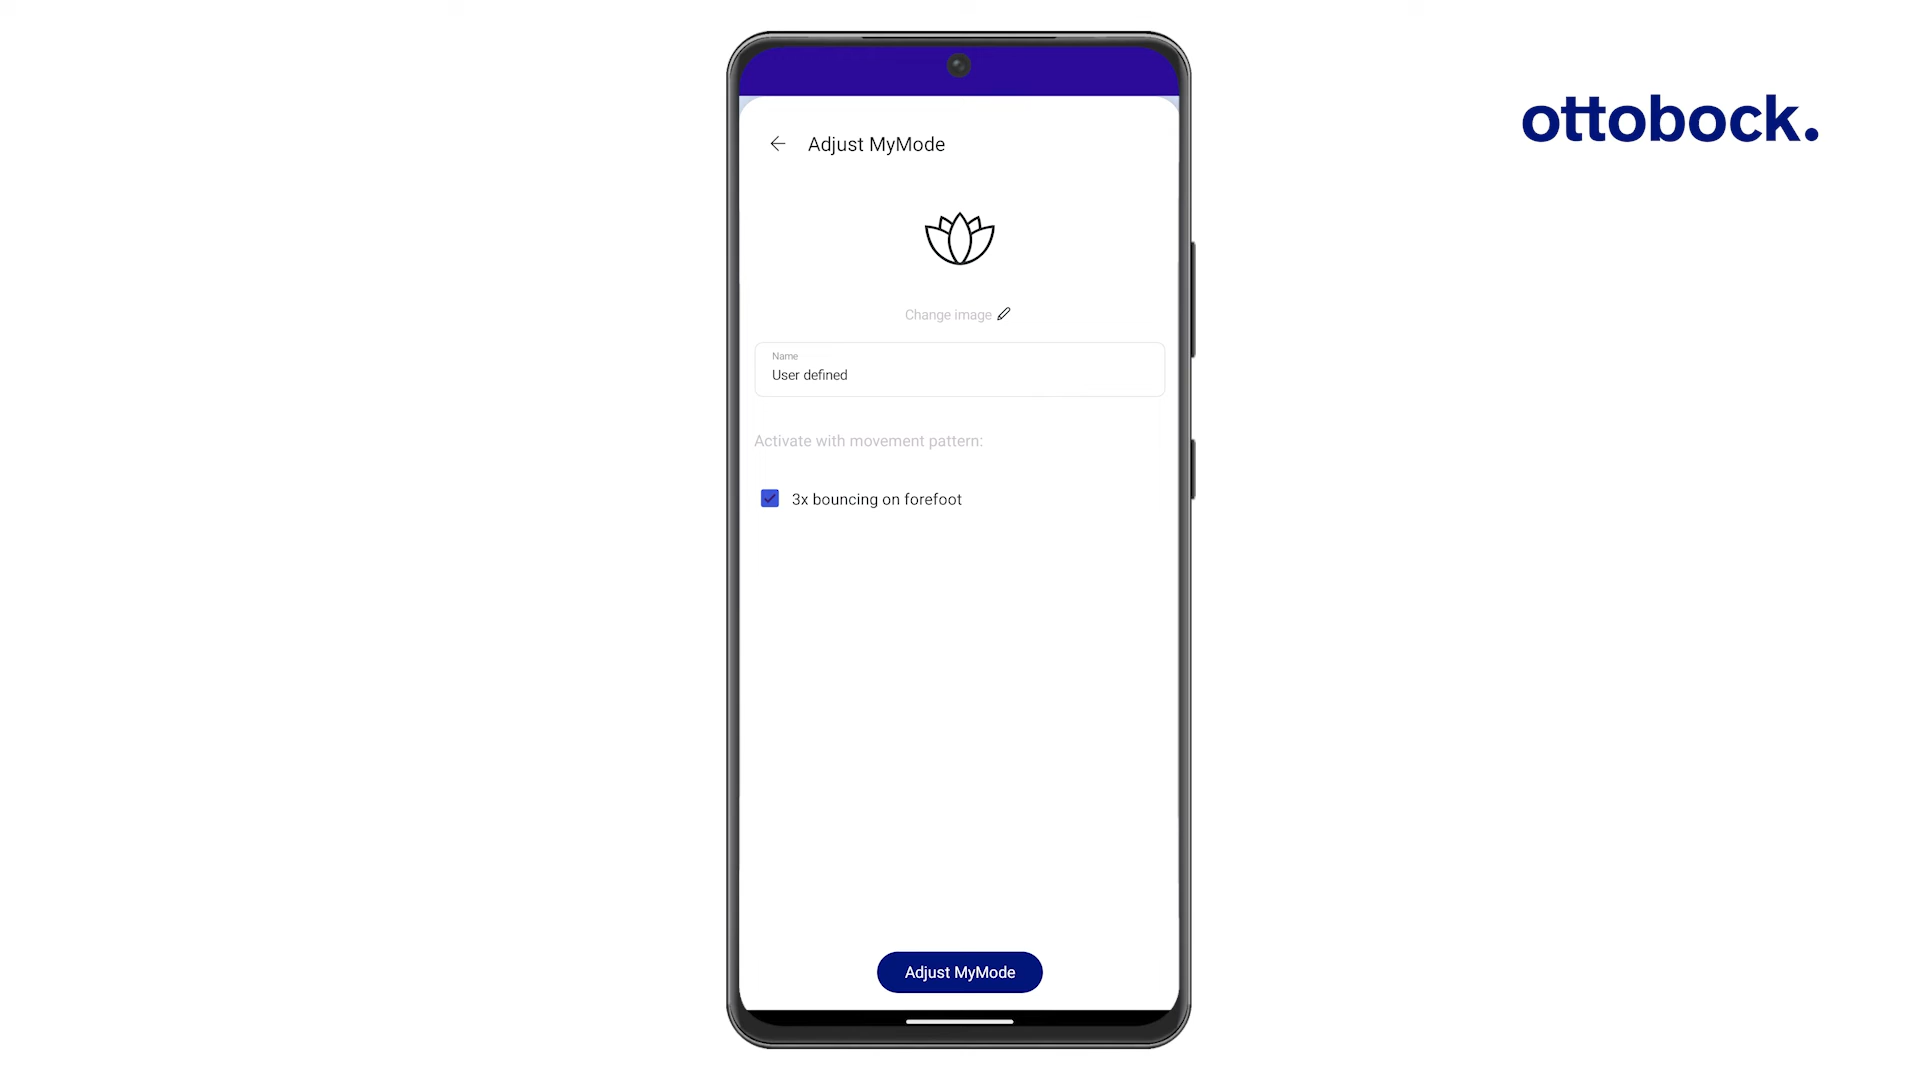 ottobock.
Adjust MyMode
Change image
Name
User defined
Activate with movement pattern:
3x bouncing on forefoot
Adjust MyMode